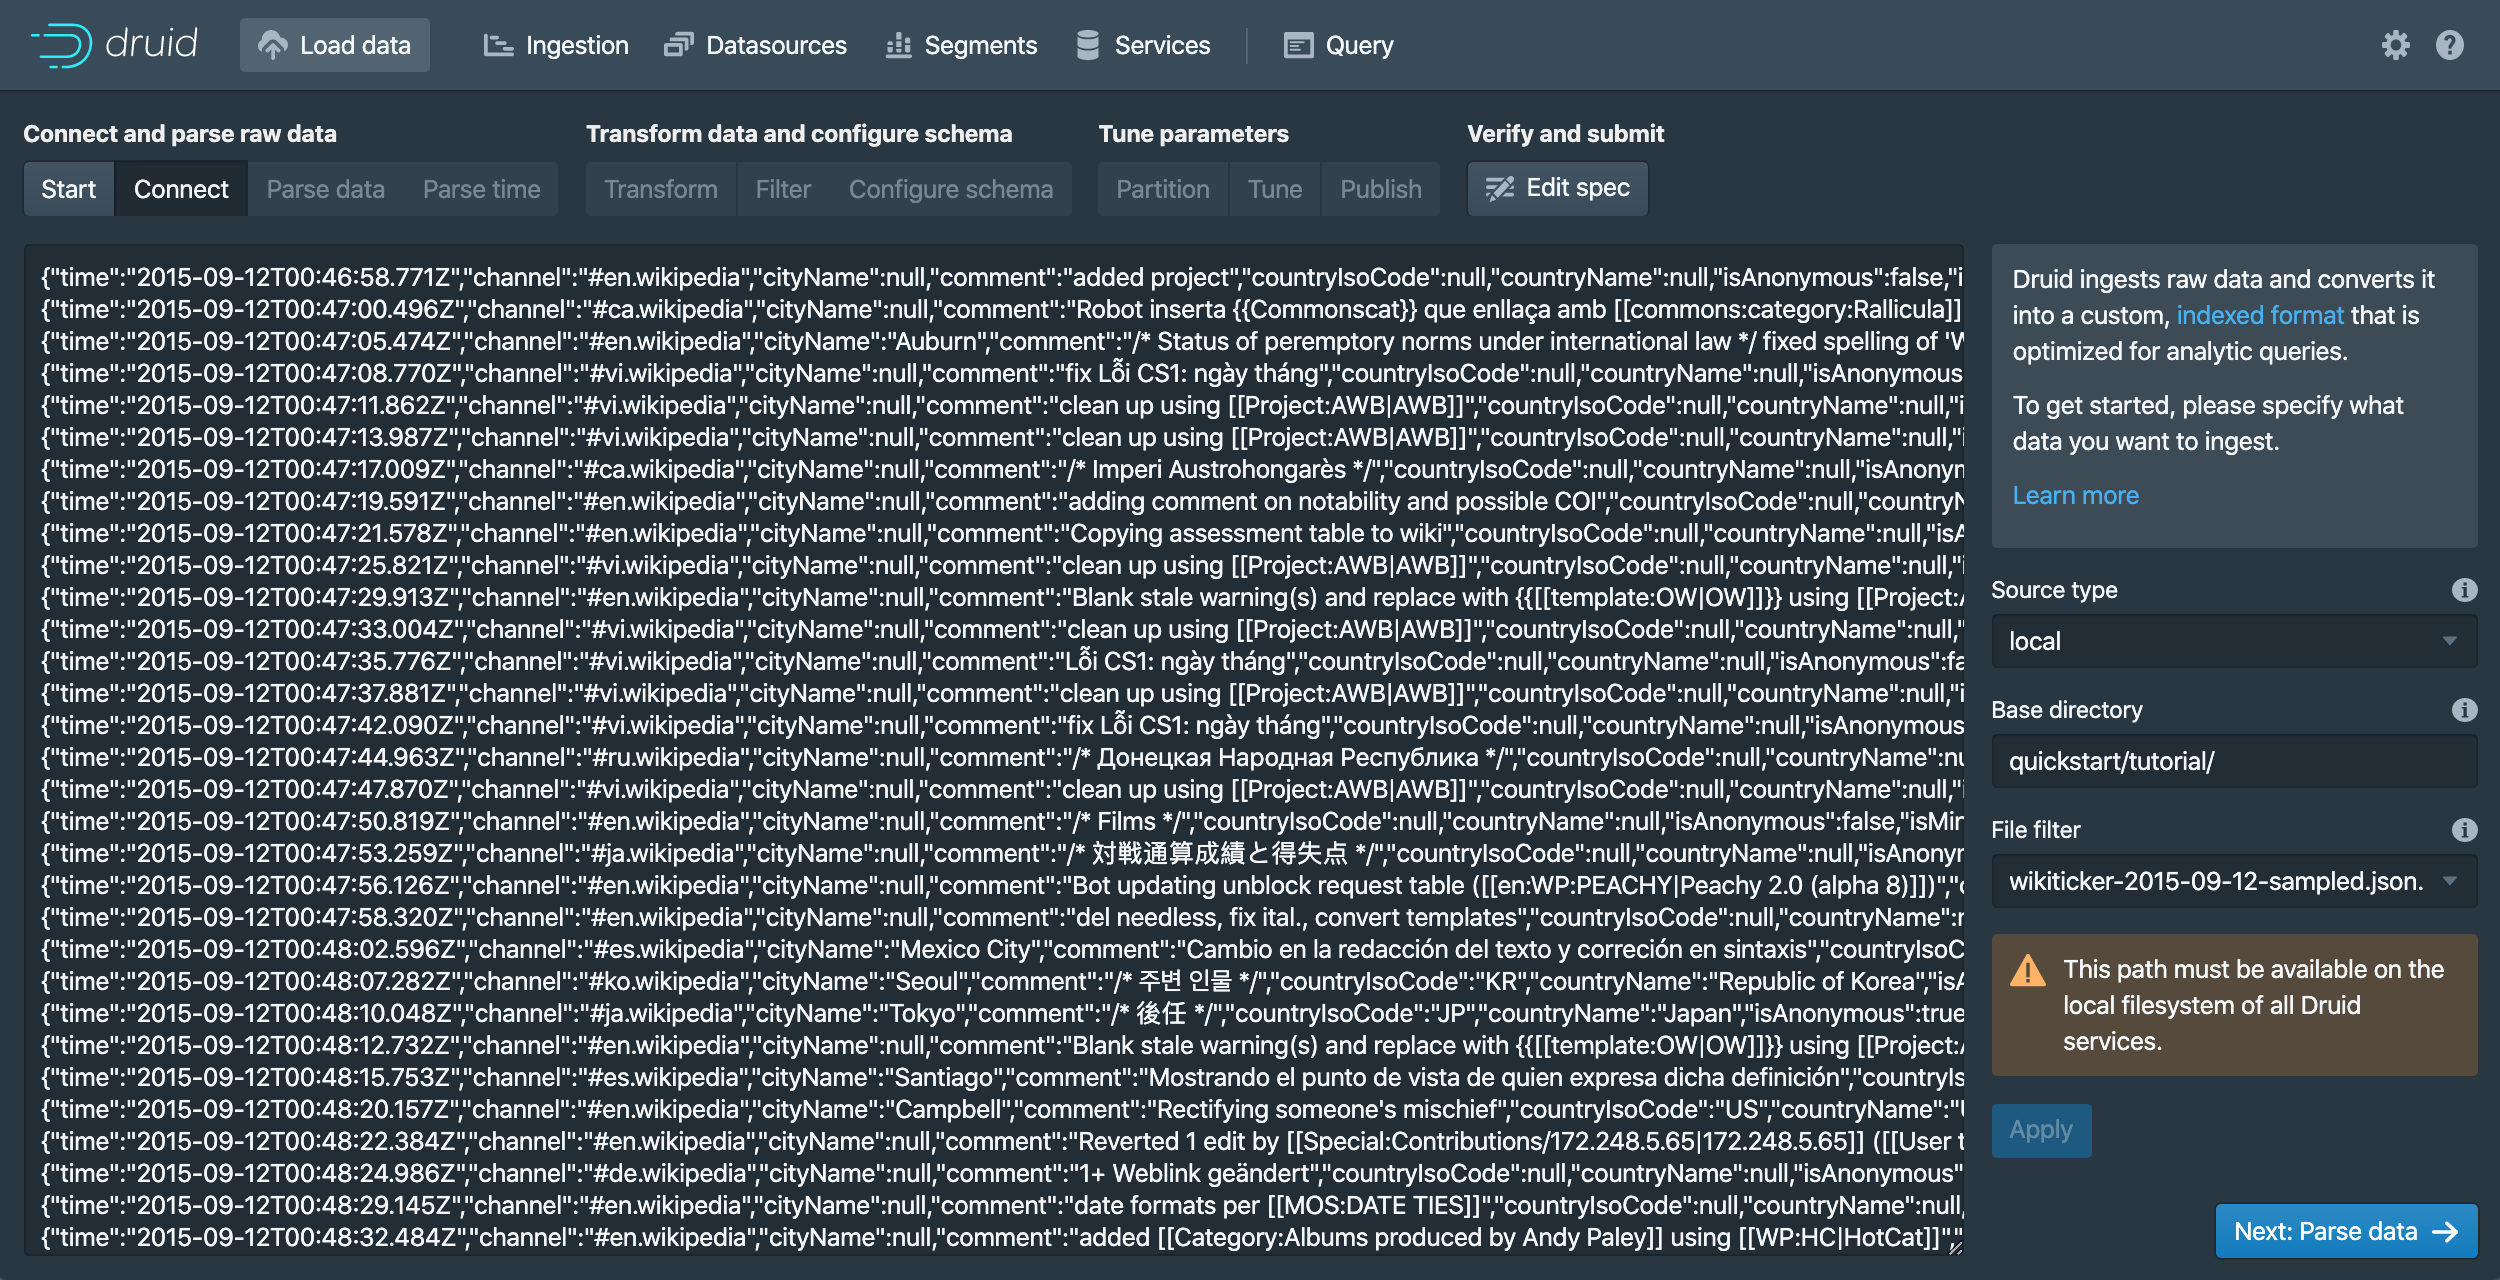 druid
Load data
Ingestion
Datasources
Segments
Services
Query
Connect and parse raw data
Transform data and configure schema
Tune parameters
Verify and submit
Start
Connect
Parse data
Parse time
Transform
Filter
Configure schema
Partition
Tune
Publish
Edit spec
{"time":"2015-09-12T00:46:58.771Z","channel":"#en.wikipedia","cityName":null,"comment":"added project","countryIsoCode":null,"countryName":null,"isAnonymous":false,"i
{"time":"2015-09-12T00:47:00.496Z","channel":"#ca.wikipedia","cityName":null,"comment":"Robot inserta {{Commonscat}} que enllaça amb [[commons:category:Rallicula]]
{"time":"2015-09-12T00:47:05.474Z","channel":"#en.wikipedia","cityName":"Auburn","comment":"/* Status of peremptory norms under international law */ fixed spelling of 'W
{"time":"2015-09-12T00:47:08.770Z","channel":"#vi.wikipedia","cityName":null,"comment":"fix Lỗi CS1: ngày tháng","countryIsoCode":null,"countryName":null,"isAnonymous
{"time":"2015-09-12T00:47:11.862Z","channel":"#vi.wikipedia","cityName":null,"comment":"clean up using [[Project:AWB|AWB]]","countryIsoCode":null,"countryName":null,"i
{"time":"2015-09-12T00:47:13.987Z","channel":"#vi.wikipedia","cityName":null,"comment":"clean up using [[Project:AWB|AWB]]","countryIsoCode":null,"countryName":null,"i
{"time":"2015-09-12T00:47:17.009Z","channel":"#ca.wikipedia","cityName":null,"comment":"/* Imperi Austrohongarès */","countryIsoCode":null,"countryName":null,"isAnonym
{"time":"2015-09-12T00:47:19.591Z","channel":"#en.wikipedia","cityName":null,"comment":"adding comment on notability and possible COI","countryIsoCode":null,"countryN
{"time":"2015-09-12T00:47:21.578Z","channel":"#en.wikipedia","cityName":null,"comment":"Copying assessment table to wiki","countryIsoCode":null,"countryName":null,"isA
{"time":"2015-09-12T00:47:25.821Z","channel":"#vi.wikipedia","cityName":null,"comment":"clean up using [[Project:AWB|AWB]]","countryIsoCode":null,"countryName":null,"i
{"time":"2015-09-12T00:47:29.913Z","channel":"#en.wikipedia","cityName":null,"comment":"Blank stale warning(s) and replace with {{[[template:OW|OW]]}} using [[Project:A
{"time":"2015-09-12T00:47:33.004Z","channel":"#vi.wikipedia","cityName":null,"comment":"clean up using [[Project:AWB|AWB]]","countryIsoCode":null,"countryName":null,"
{"time":"2015-09-12T00:47:35.776Z","channel":"#vi.wikipedia","cityName":null,"comment":"Lỗi CS1: ngày tháng","countryIsoCode":null,"countryName":null,"isAnonymous":fa
{"time":"2015-09-12T00:47:37.881Z","channel":"#vi.wikipedia","cityName":null,"comment":"clean up using [[Project:AWB|AWB]]","countryIsoCode":null,"countryName":null,"i
{"time":"2015-09-12T00:47:42.090Z","channel":"#vi.wikipedia","cityName":null,"comment":"fix Lỗi CS1: ngày tháng","countryIsoCode":null,"countryName":null,"isAnonymous
{"time":"2015-09-12T00:47:44.963Z","channel":"#ru.wikipedia","cityName":null,"comment":"/* Донецкая Народная Республика */","countryIsoCode":null,"countryName":nu
{"time":"2015-09-12T00:47:47.870Z","channel":"#vi.wikipedia","cityName":null,"comment":"clean up using [[Project:AWB|AWB]]","countryIsoCode":null,"countryName":null,"i
{"time":"2015-09-12T00:47:50.819Z","channel":"#en.wikipedia","cityName":null,"comment":"/* Films */","countryIsoCode":null,"countryName":null,"isAnonymous":false,"isMin
{"time":"2015-09-12T00:47:53.259Z","channel":"#ja.wikipedia","cityName":null,"comment":"/* 対戦通算成績と得失点 */","countryIsoCode":null,"countryName":null,"isAnonym
{"time":"2015-09-12T00:47:56.126Z","channel":"#en.wikipedia","cityName":null,"comment":"Bot updating unblock request table ([[en:WP:PEACHY|Peachy 2.0 (alpha 8)]])","c
{"time":"2015-09-12T00:47:58.320Z","channel":"#en.wikipedia","cityName":null,"comment":"del needless, fix ital., convert templates","countryIsoCode":null,"countryName":n
{"time":"2015-09-12T00:48:02.596Z","channel":"#es.wikipedia","cityName":"Mexico City","comment":"Cambio en la redacción del texto y correción en sintaxis","countryIsoC
{"time":"2015-09-12T00:48:07.282Z","channel":"#ko.wikipedia","cityName":"Seoul","comment":"/* 주변 인물 */","countryIsoCode":"KR","countryName":"Republic of Korea","isA
{"time":"2015-09-12T00:48:10.048Z","channel":"#ja.wikipedia","cityName":"Tokyo","comment":"/* 後任 */","countryIsoCode":"JP","countryName":"Japan","isAnonymous":true
{"time":"2015-09-12T00:48:12.732Z","channel":"#en.wikipedia","cityName":null,"comment":"Blank stale warning(s) and replace with {{[[template:OW|OW]]}} using [[Project:A
{"time":"2015-09-12T00:48:15.753Z","channel":"#es.wikipedia","cityName":"Santiago","comment":"Mostrando el punto de vista de quien expresa dicha definición","countryIs
{"time":"2015-09-12T00:48:20.157Z","channel":"#en.wikipedia","cityName":"Campbell","comment":"Rectifying someone's mischief","countryIsoCode":"US","countryName":"U
{"time":"2015-09-12T00:48:22.384Z","channel":"#en.wikipedia","cityName":null,"comment":"Reverted 1 edit by [[Special:Contributions/172.248.5.65|172.248.5.65]] ([[User t
{"time":"2015-09-12T00:48:24.986Z","channel":"#de.wikipedia","cityName":null,"comment":"1+ Weblink geändert","countryIsoCode":null,"countryName":null,"isAnonymous"
{"time":"2015-09-12T00:48:29.145Z","channel":"#en.wikipedia","cityName":null,"comment":"date formats per [[MOS:DATE TIES]]","countryIsoCode":null,"countryName":null,
{"time":"2015-09-12T00:48:32.484Z","channel":"#en.wikipedia","cityName":null,"comment":"added [[Category:Albums produced by Andy Paley]] using [[WP:HC|HotCat]]","
Druid ingests raw data and converts it
into a custom, indexed format that is
optimized for analytic queries.
To get started, please specify what
data you want to ingest.
Learn more
Source type
local
Base directory
quickstart/tutorial/
File filter
wikiticker-2015-09-12-sampled.json.
This path must be available on the
local filesystem of all Druid
services.
Apply
Next: Parse data